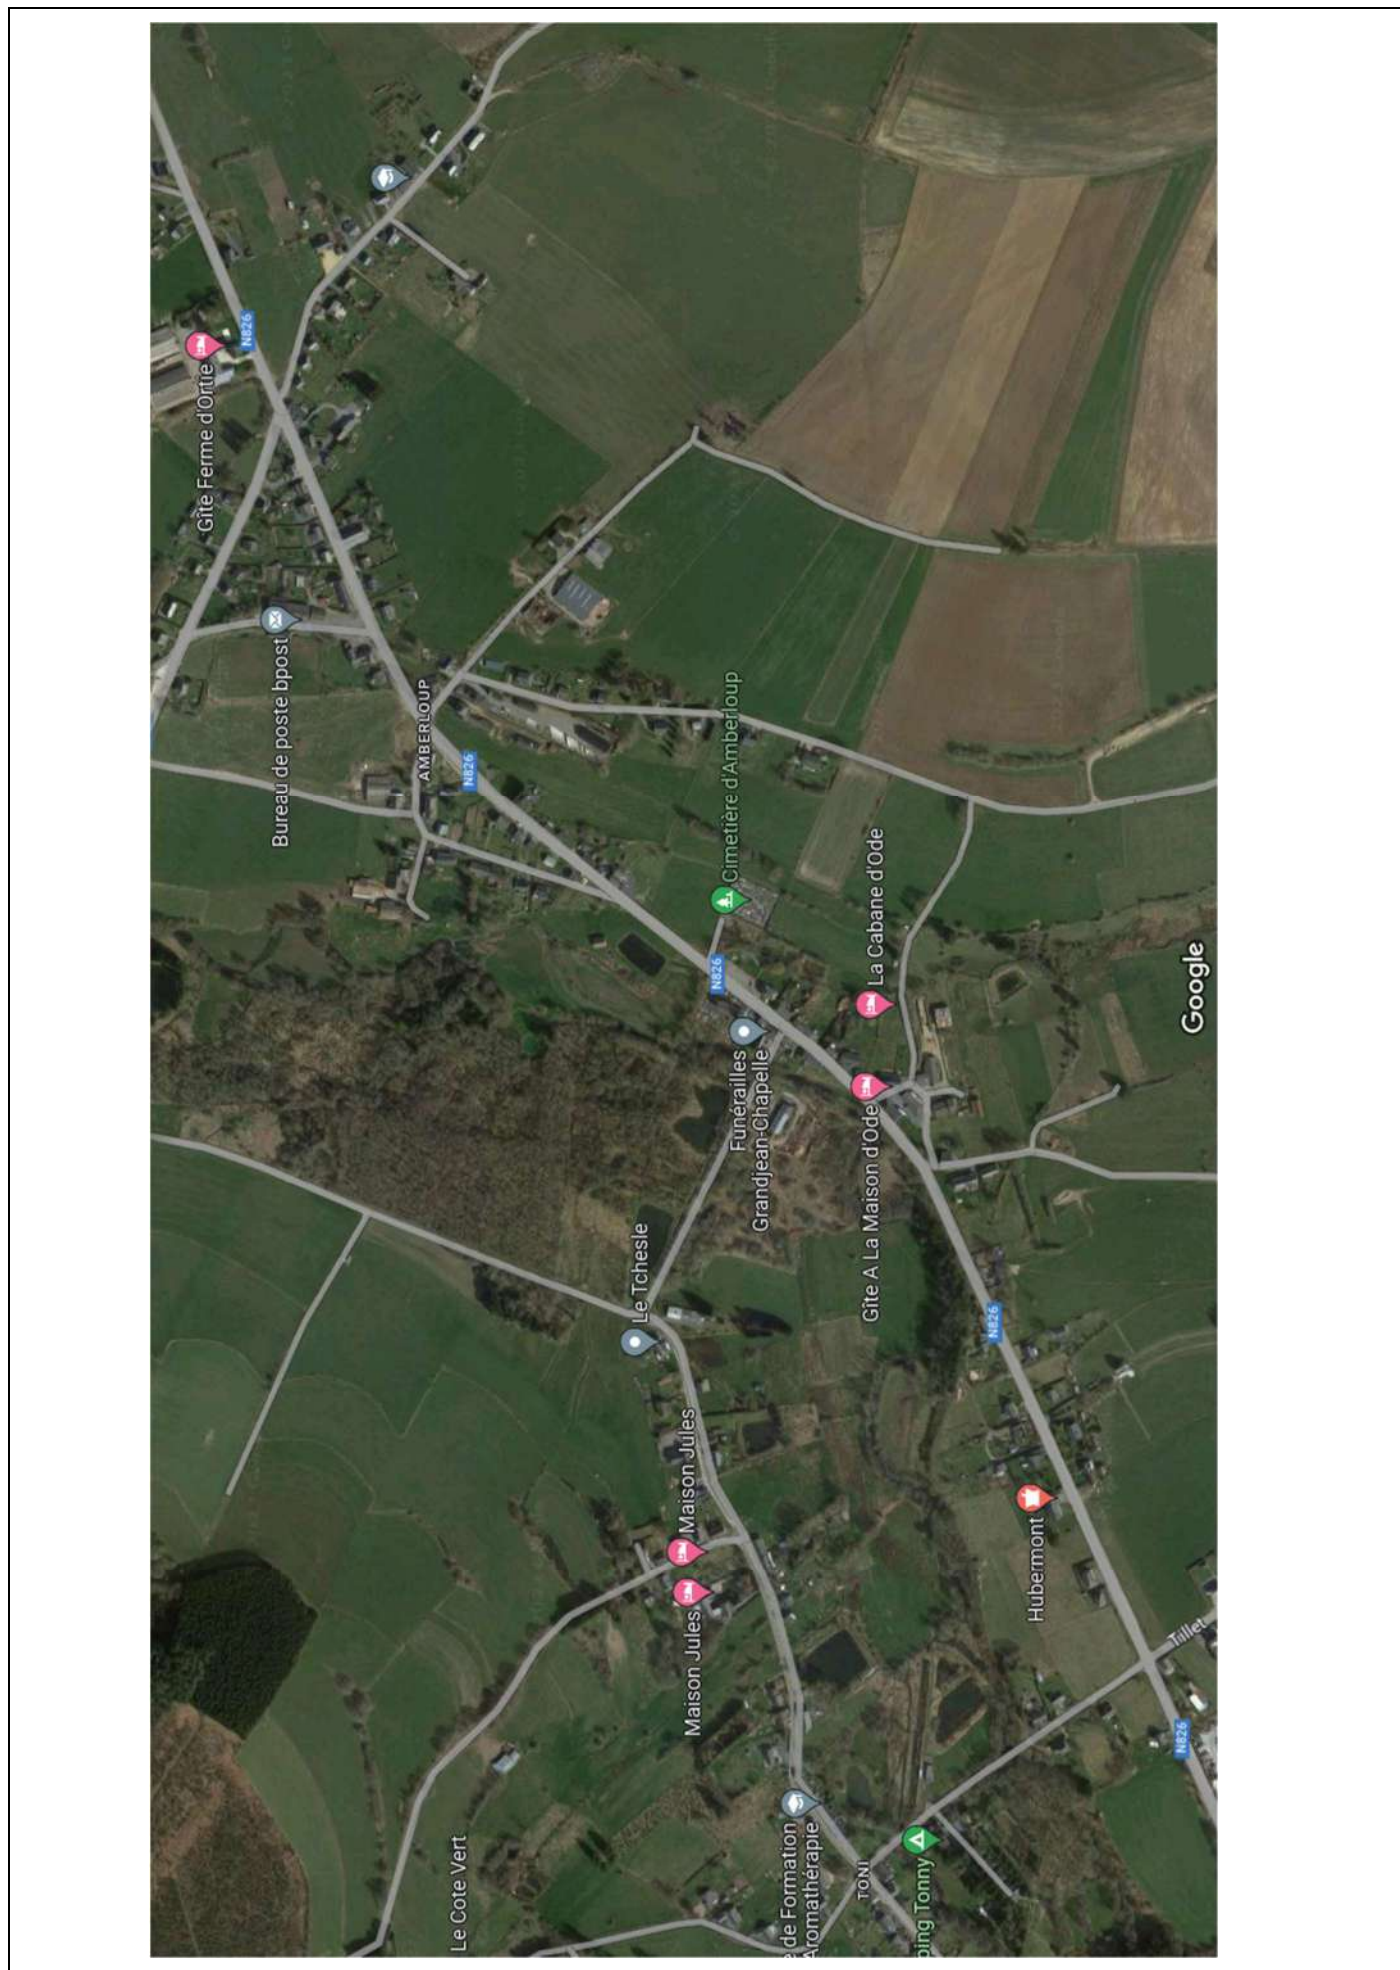 N826
Gîte Ferme d'Ortie
Bureau de poste bpost
AMBERLOUP
N826
Cimetière d'Amberloup
N826
La Cabane d'Ode
Funérailles
Grandjean-Chapelle
Gîte A La Maison d'Ode
Le Tchesle
Google
N826
Maison Jules
Maison Jules
Hubermont
Tillet
N826
Le Cote Vert
e de Formation
Aromathérapie
TONI
ping Tonny